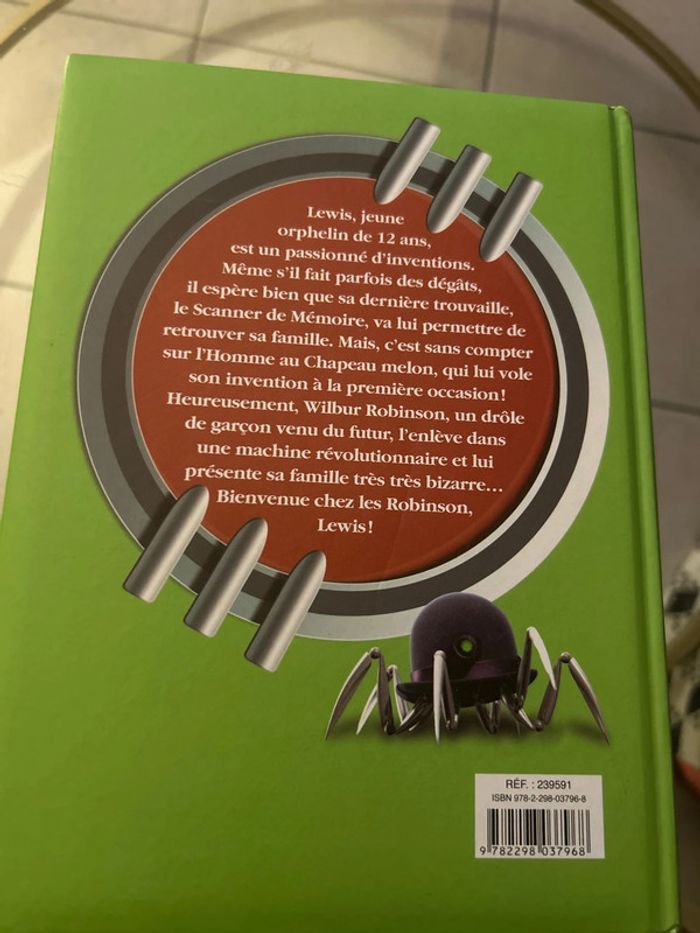 Lewis, jeune
orphelin de 12 ans,
est un passionné d'inventions.
Même s'il fait parfois des dégâts,
il espère bien que sa dernière trouvaille,
le Scanner de Mémoire, va lui permettre de
retrouver sa famille. Mais, c'est sans compter
sur l'Homme au Chapeau melon, qui lui vole
son invention à la première occasion !
Heureusement, Wilbur Robinson, un drôle
de garçon venu du futur, l'enlève dans
une machine révolutionnaire et lui
présente sa famille très très bizarre...
Bienvenue chez les Robinson,
Lewis !
RÉF. : 239591
ISBN 978-2-298-03796-8
9 782298 037968